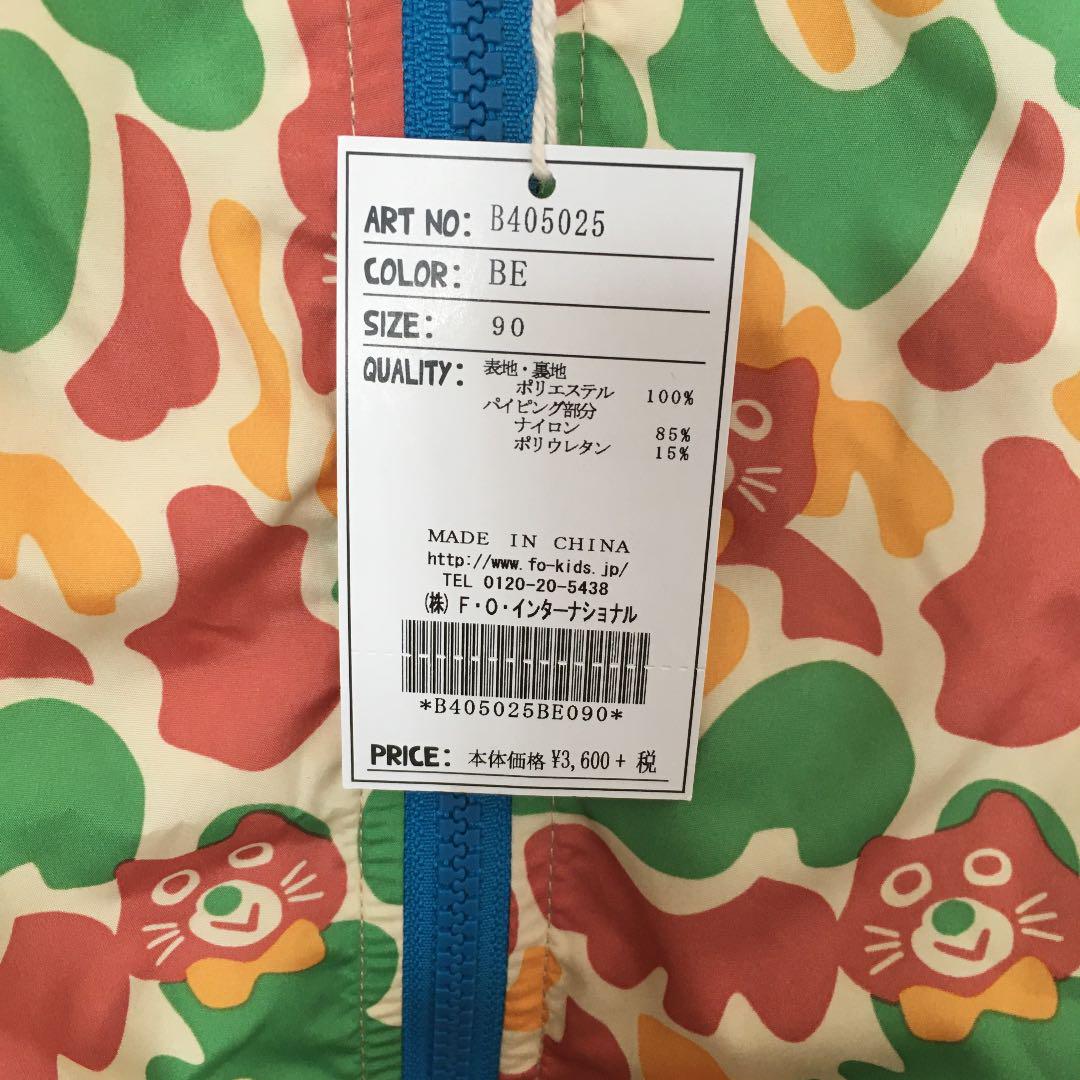 ART NO: B405025
COLOR: BE
SIZE: 90
QUALITY: 表地・裏地
ポリエステル 100%
パイピング部分
ナイロン 85%
ポリウレタン 15%
MADE IN CHINA
http://www.fo-kids.jp/
TEL 0120-20-5438
(株) F・O・インターナショナル
*B405025BE090*
PRICE: 本体価格 ¥3,600+ 税